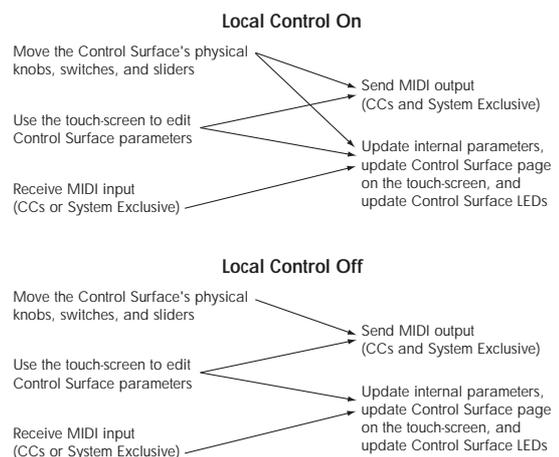 Local Control On
Move the Control Surface's physical
knobs, switches, and sliders
Send MIDI output
(CCs and System Exclusive)
Use the touch-screen to edit
Control Surface parameters
Update internal parameters,
update Control Surface page
on the touch-screen, and
update Control Surface LEDs
Receive MIDI input
(CCs or System Exclusive)
Local Control Off
Move the Control Surface's physical
knobs, switches, and sliders
Send MIDI output
(CCs and System Exclusive)
Use the touch-screen to edit
Control Surface parameters
Update internal parameters,
update Control Surface page
on the touch-screen, and
update Control Surface LEDs
Receive MIDI input
(CCs or System Exclusive)